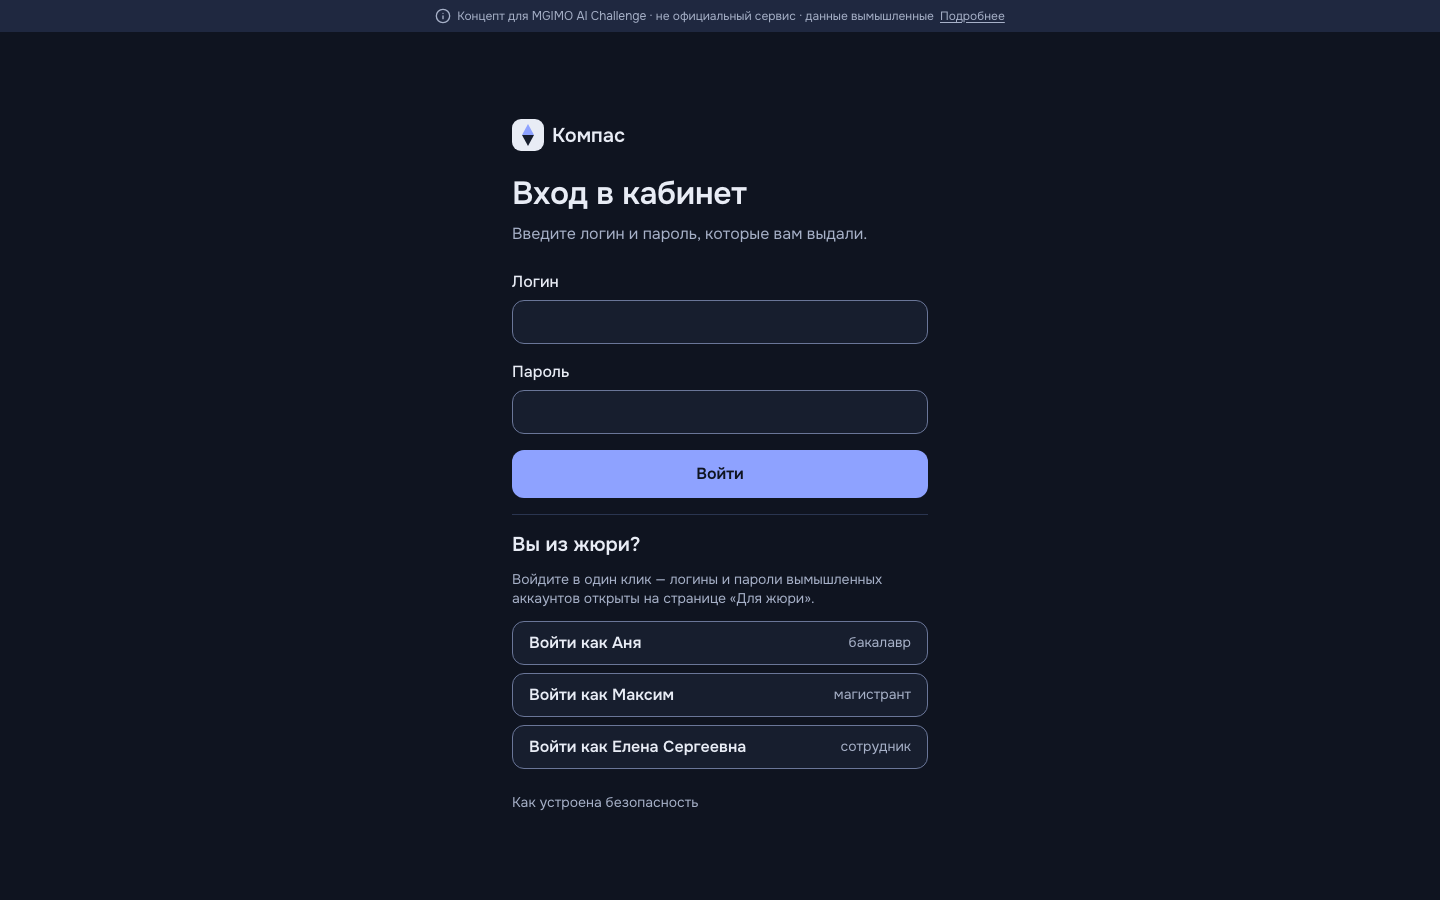 Концепт для MGIMO AI Challenge · не официальный сервис · данные вымышленные Подробнее
Компас
Вход в кабинет
Введите логин и пароль, которые вам выдали.
Логин
Пароль
Войти
Вы из жюри?
Войдите в один клик — логины и пароли вымышленных
аккаунтов открыты на странице «Для жюри».
Войти как Аня бакалавр
Войти как Максим магистрант
Войти как Елена Сергеевна сотрудник
Как устроена безопасность